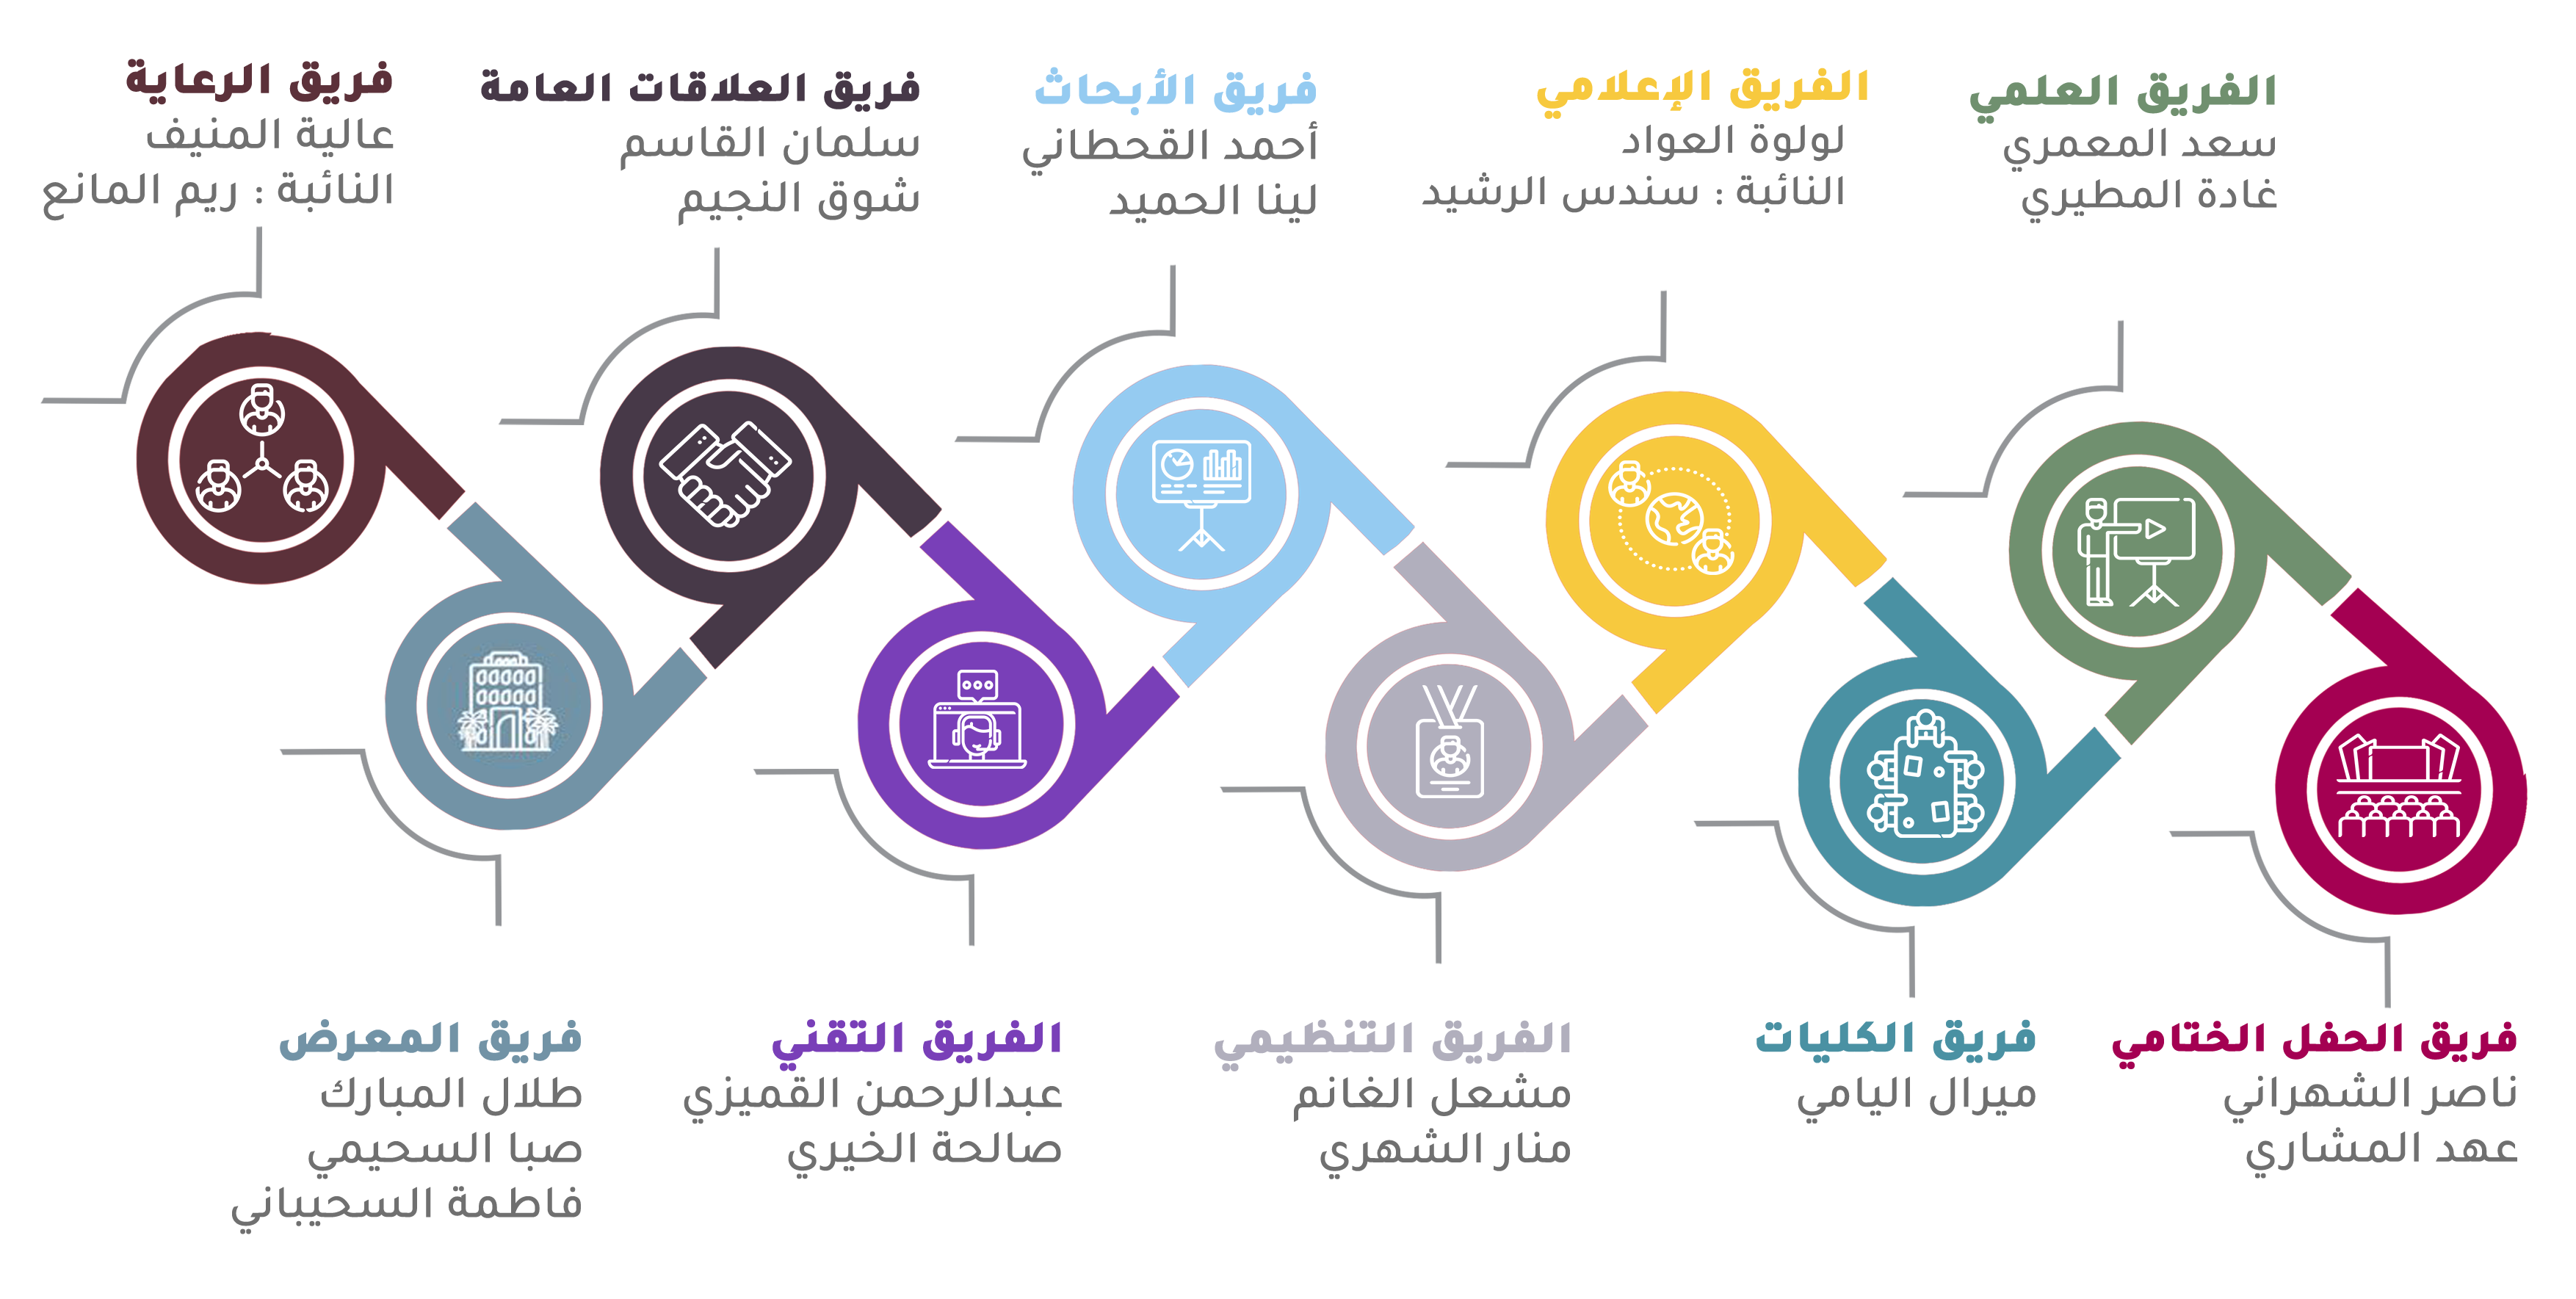 الفريق العلمي
سعد المعمري
غادة المطيري
الفريق الإعلامي
لولوة العواد
النائبة : سندس الرشيد
فريق الأبحاث
أحمد القحطاني
لينا الحميد
فريق العلاقات العامة
سلمان القاسم
شوق النجيم
فريق الرعاية
عالية المنيف
النائبة : ريم المانع
فريق الحفل الختامي
ناصر الشهراني
عهد المشاري
فريق الكليات
ميرال اليامي
الفريق التنظيمي
مشعل الغانم
منار الشهري
الفريق التقني
عبدالرحمن القميزي
صالحة الخيري
فريق المعرض
طلال المبارك
صبا السحيمي
فاطمة السحيباني